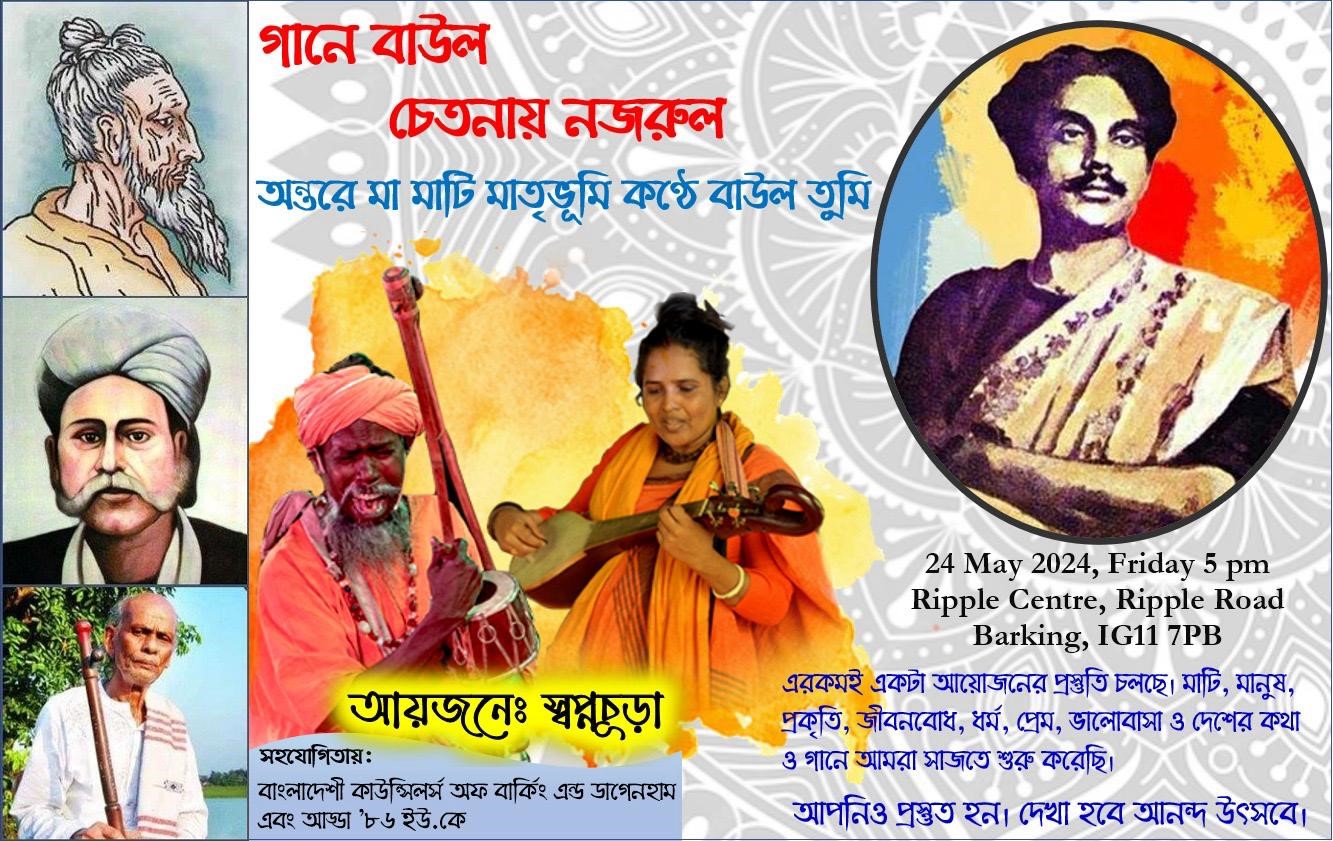 গানে বাউল
চেতনায় নজরুল
অন্তরে মা মাটি মাতৃভূমি কণ্ঠে বাউল তুমি
24 May 2024, Friday 5 pm
Ripple Centre, Ripple Road
Barking, IG11 7PB
এরকমই একটা আয়োজনের প্রস্তুতি চলছে। মাটি, মানুষ,
প্রকৃতি, জীবনবোধ, ধর্ম, প্রেম, ভালোবাসা ও দেশের কথা
ও গানে আমরা সাজতে শুরু করেছি।
আপনিও প্রস্তুত হন। দেখা হবে আনন্দ উৎসবে।
আয়জনেঃ স্বপ্নচূড়া
সহযোগিতায়:
বাংলাদেশী কাউন্সিলর্স অফ বার্কিং এন্ড ডাগেনহাম
এবং আড্ডা '৮৬ ইউ.কে